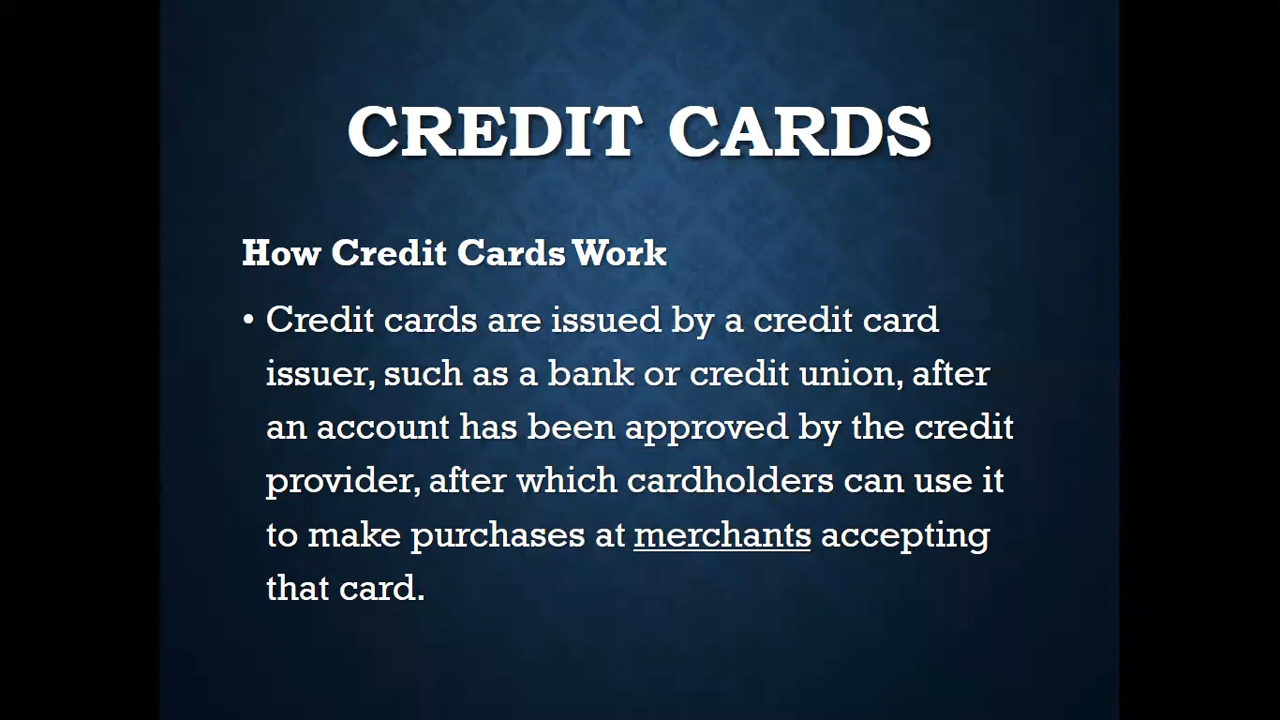 CREDIT CARDS
How Credit Cards Work
• Credit cards are issued by a credit card
issuer, such as a bank or credit union, after
an account has been approved by the credit
provider, after which cardholders can use it
to make purchases at merchants accepting
that card.